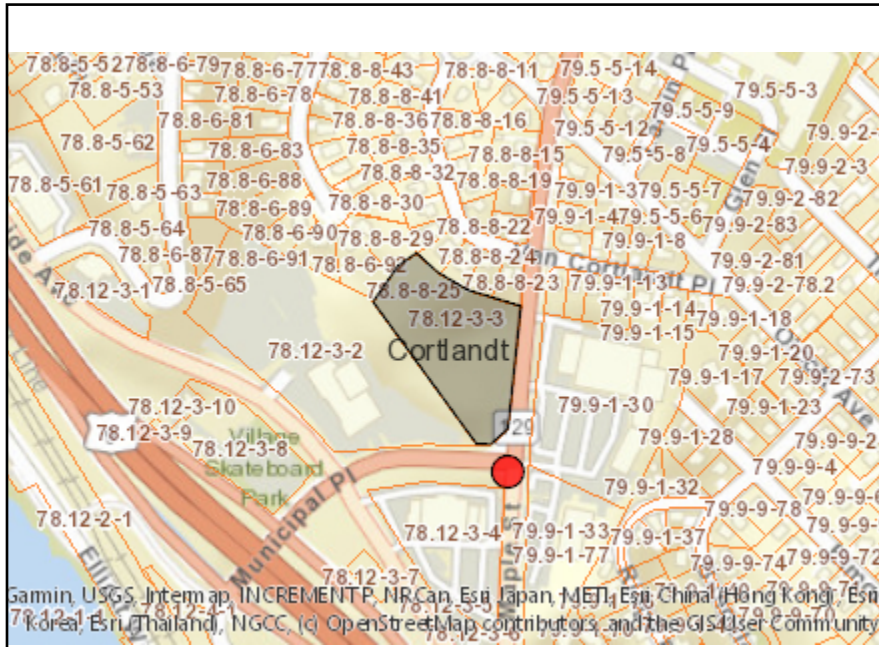 78.8-5-52 78.8-6-79 78.8-6-77 78.8-8-43 78.8-8-11 79.5-5-14
78.8-5-53 78.8-6-78 78.8-8-41 79.5-5-13 79.5-5-9 79.5-5-3
78.8-6-81 78.8-8-36 78.8-8-16 79.5-5-12
78.8-5-62 78.8-6-83 78.8-8-35 78.8-8-15 79.5-5-8 79.5-5-4 79.9-2-3
78.8-5-61 78.8-5-63 78.8-6-88 78.8-8-32 78.8-8-19 79.9-1-3 79.5-5-7 79.9-2-82
78.8-5-64 78.8-6-89 78.8-8-30 78.8-8-22 79.9-1-4 79.5-5-6 79.9-2-83
Glen Pl
78.8-6-87 78.8-6-90 78.8-8-29 78.8-8-24 79.9-1-8 79.9-2-81
78.12-3-1 78.8-5-65 78.8-6-91 78.8-6-92 78.8-8-25 78.8-8-23 79.9-1-13 79.9-2-78.2
Cortlandt Pl
78.12-3-3 79.9-1-14 79.9-1-18
79.9-1-15
78.12-3-2 Cortlandt 79.9-1-20
79.9-1-17 79.9-2-73
78.12-3-10 79.9-1-30 79.9-1-23
78.12-3-9 78.12-3-8 129 79.9-1-28
Village
Skateboard
Park
79.9-9-4
Municipal Pl
79.9-1-32
78.12-2-1 78.12-3-4 79.9-1-33 79.9-1-37 79.9-9-78
79.9-1-77 79.9-9-74 79.9-9-72
78.12-3-7
Garmin, USGS, Intermap, INCREMENT P, NRCan, Esri Japan, METI, Esri China (Hong Kong), Esri
Korea, Esri (Thailand), NGCC, (c) OpenStreetMap contributors, and the GIS User Community